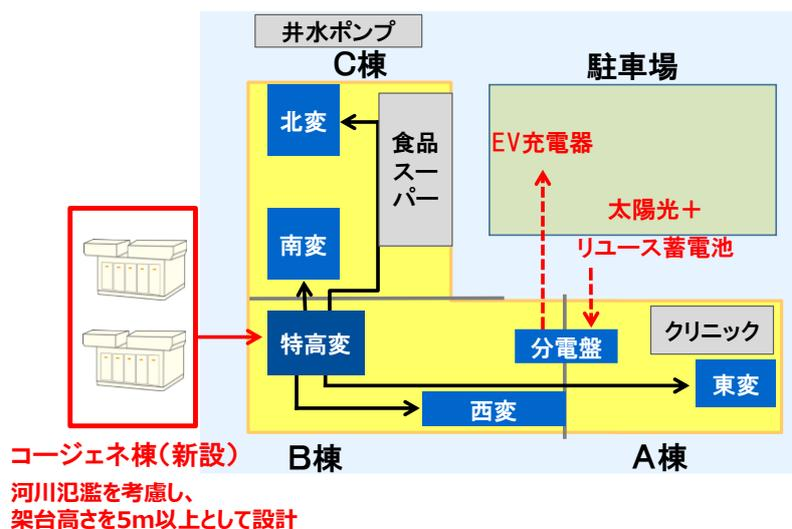 井水ポンプ
C棟
駐車場
北変
食品
スー
パー
EV充電器
太陽光＋
リユース蓄電池
南変
特高変
分電盤
クリニック
東変
西変
コージェネ棟（新設）
B棟
A棟
河川氾濫を考慮し、
架台高さを5m以上として設計